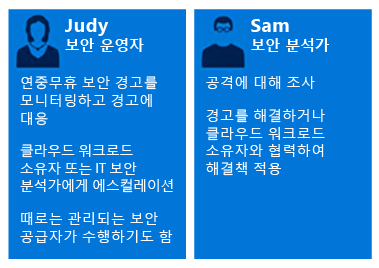 Judy
보안 운영자
연중무휴 보안 경고를
모니터링하고 경고에
대응
클라우드 워크로드
소유자 또는 IT 보안
분석가에게 에스컬레이션
때로는 관리되는 보안
공급자가 수행하기도 함
Sam
보안 분석가
공격에 대해 조사
경고를 해결하거나
클라우드 워크로드
소유자와 협력하여
해결책 적용